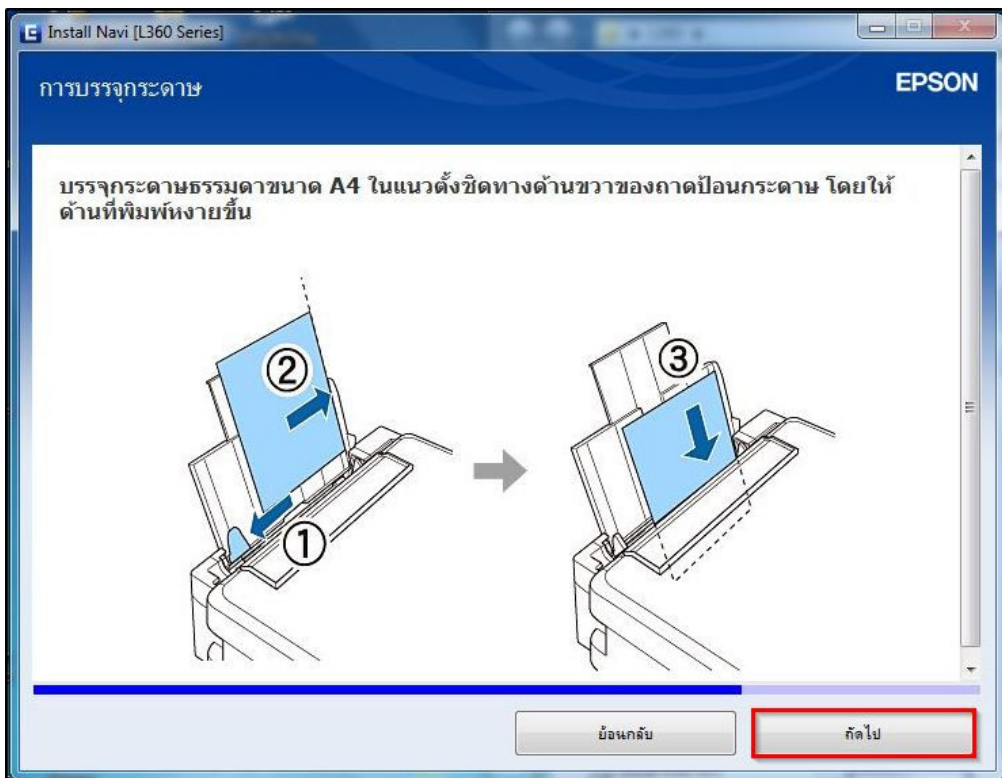 Install Navi [L360 Series]
การบรรจุกระดาษ
EPSON
บรรจุกระดาษธรรมดาขนาด A4 ในแนวตั้งชิดทางด้านขวาของถาดป้อนกระดาษ โดยให้
ด้านที่พิมพ์หงายขึ้น
②
③
①
ย้อนกลับ
ถัดไป